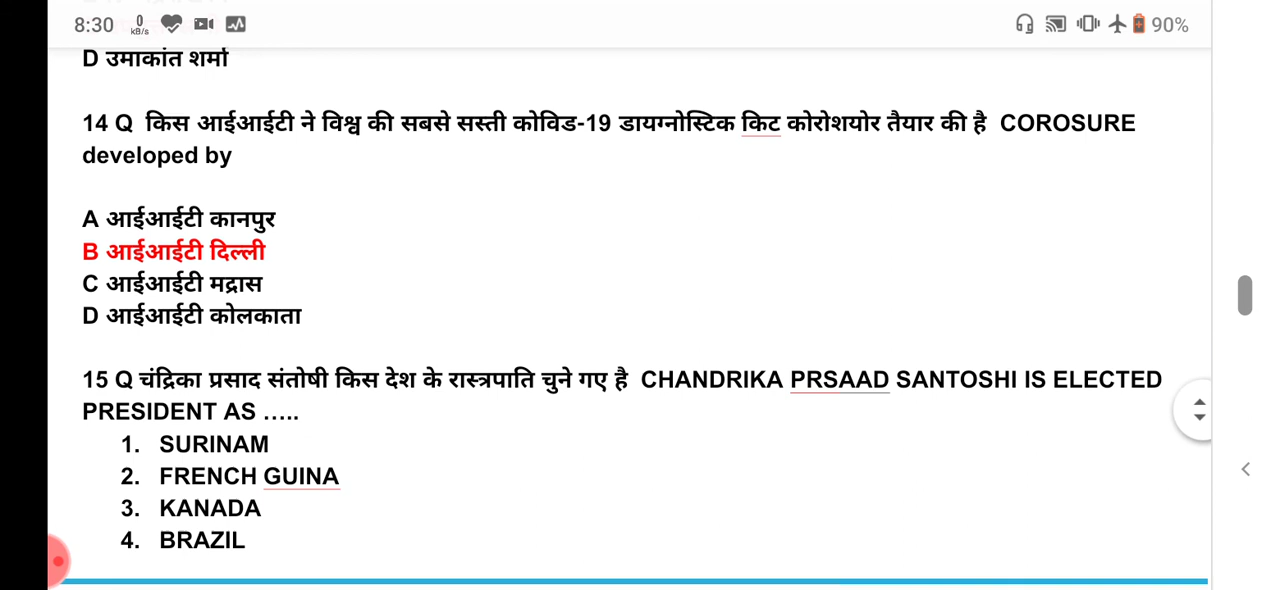 8:30 0 KB/s 90%
D उमाकांत शर्मा
14 Q किस आईआईटी ने विश्व की सबसे सस्ती कोविड-19 डायग्नोस्टिक किट कोरोशयोर तैयार की है COROSURE
developed by
A आईआईटी कानपुर
B आईआईटी दिल्ली
C आईआईटी मद्रास
D आईआईटी कोलकाता
15 Q चंद्रिका प्रसाद संतोषी किस देश के रास्त्रपाति चुने गए है CHANDRIKA PRSAAD SANTOSHI IS ELECTED
PRESIDENT AS …..
1. SURINAM
2. FRENCH GUINA
3. KANADA
4. BRAZIL